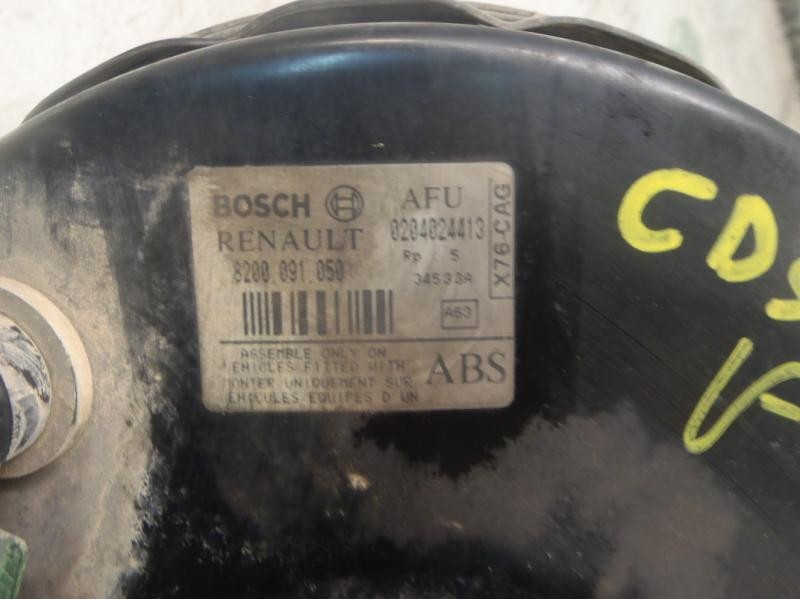 BOSCH AFU
RENAULT 0204024413
8200 091 050 Rp : 5
34533A
X76-CAG
A63
ASSEMBLE ONLY ON
VEHICLES FITTED WITH
MONTER UNIQUEMENT SUR
VEHICULES EQUIPES D'UN
ABS